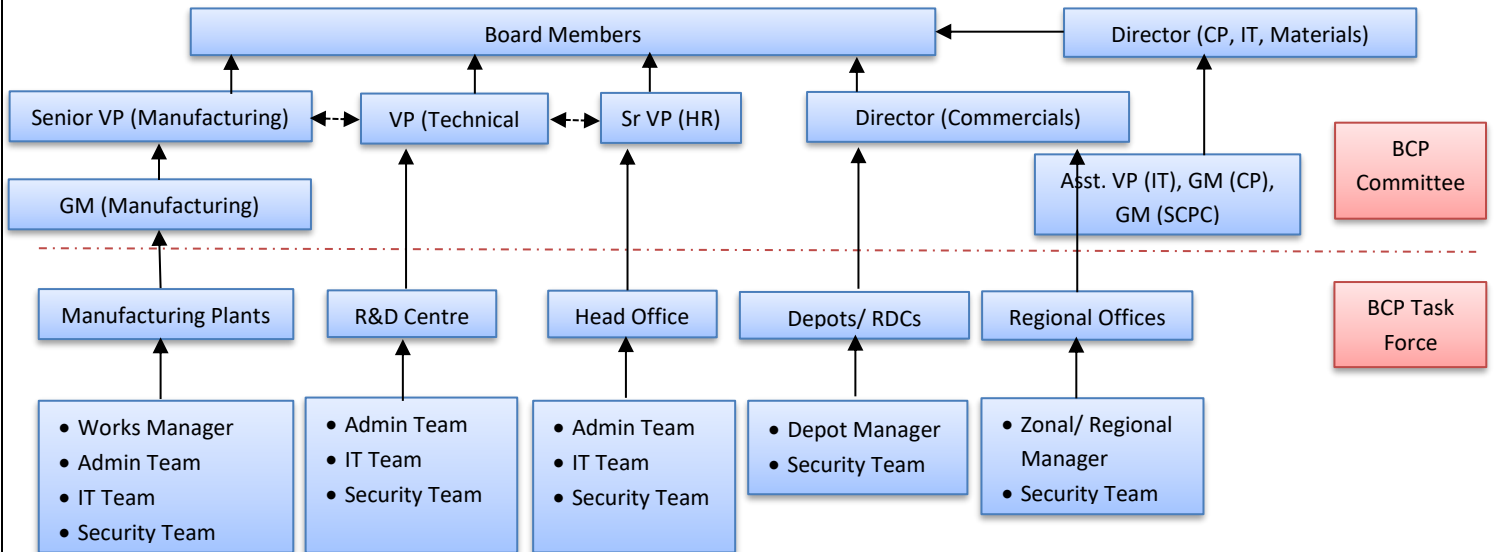 Board Members
Director (CP, IT, Materials)
Senior VP (Manufacturing)
VP (Technical
Sr VP (HR)
Director (Commercials)
BCP
Committee
GM (Manufacturing)
Asst. VP (IT), GM (CP),
GM (SCPC)
Manufacturing Plants
R&D Centre
Head Office
Depots/ RDCs
Regional Offices
BCP Task
Force
• Works Manager
• Admin Team
• IT Team
• Security Team
• Admin Team
• IT Team
• Security Team
• Admin Team
• IT Team
• Security Team
• Depot Manager
• Security Team
• Zonal/ Regional
Manager
• Security Team